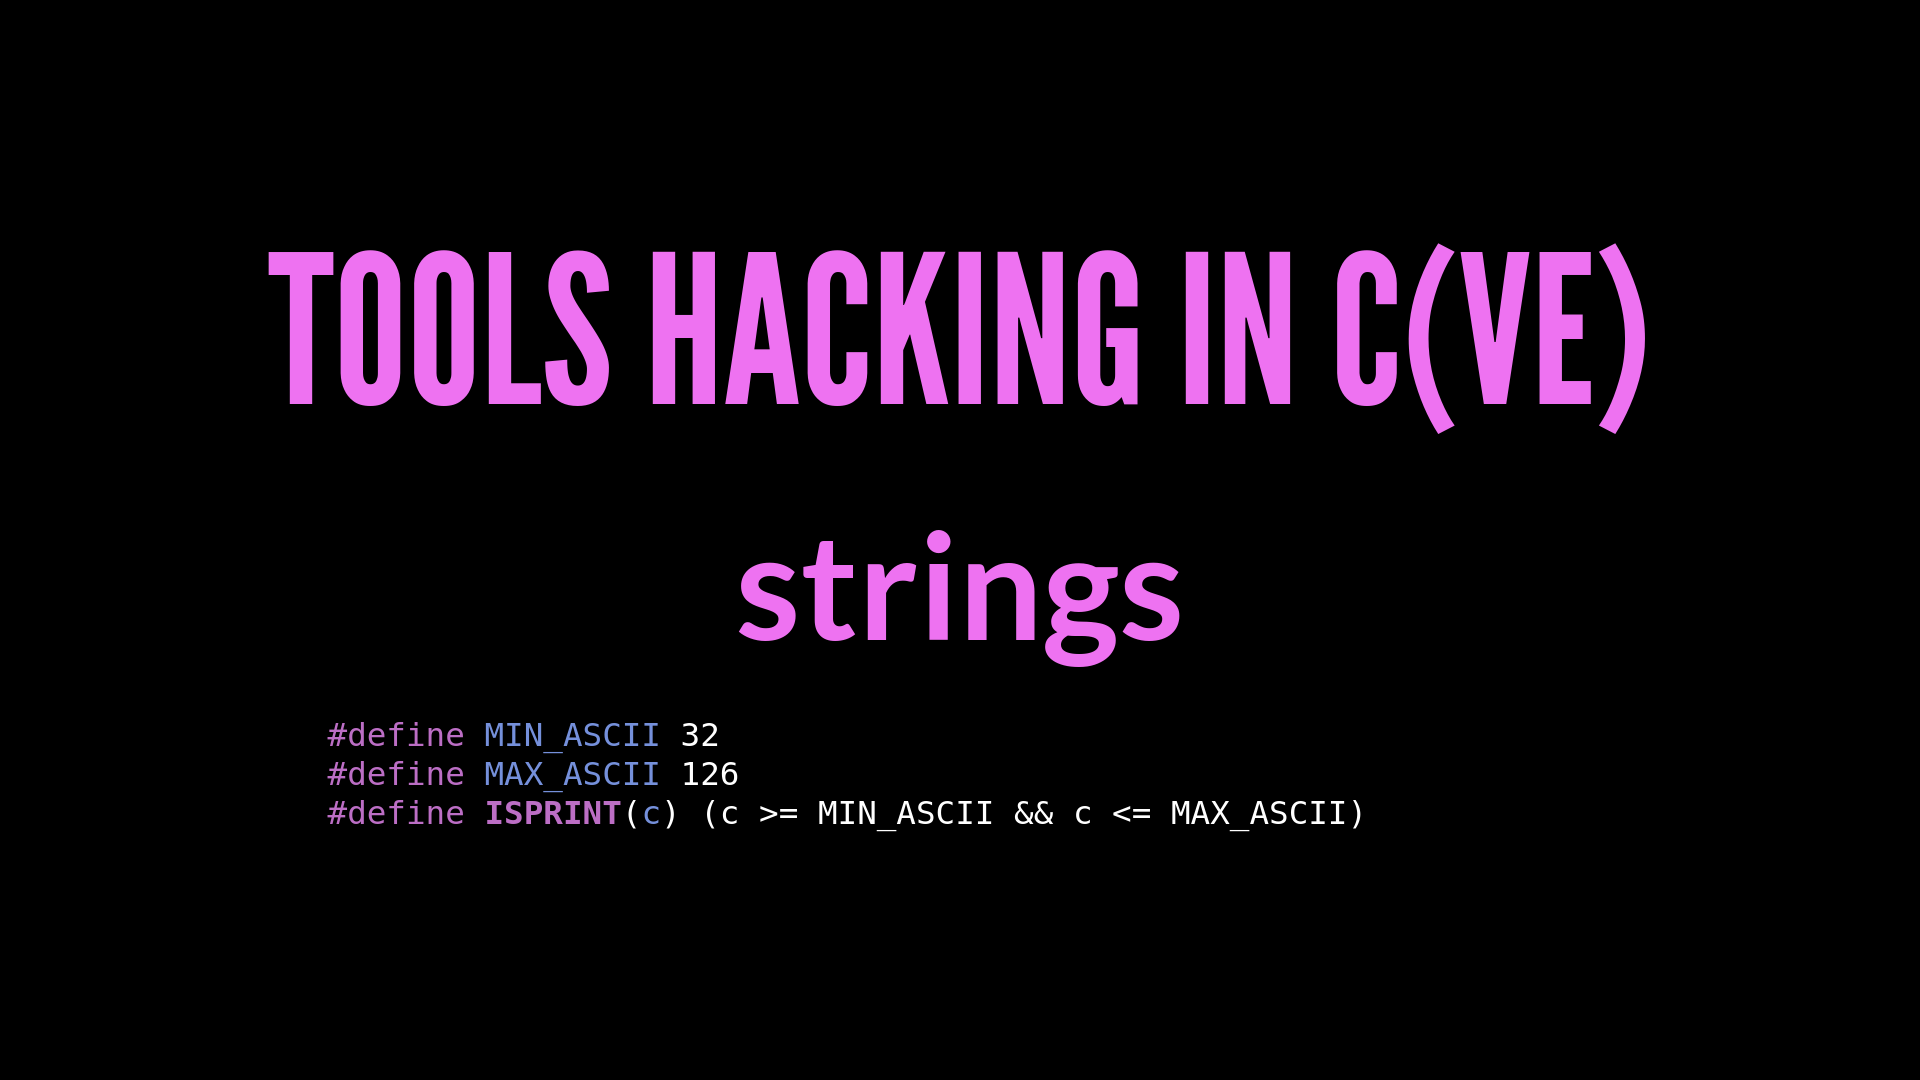 TOOLS HACKING IN C(VE)
strings
#define MIN_ASCII 32
#define MAX_ASCII 126
#define ISPRINT(c) (c >= MIN_ASCII && c <= MAX_ASCII)